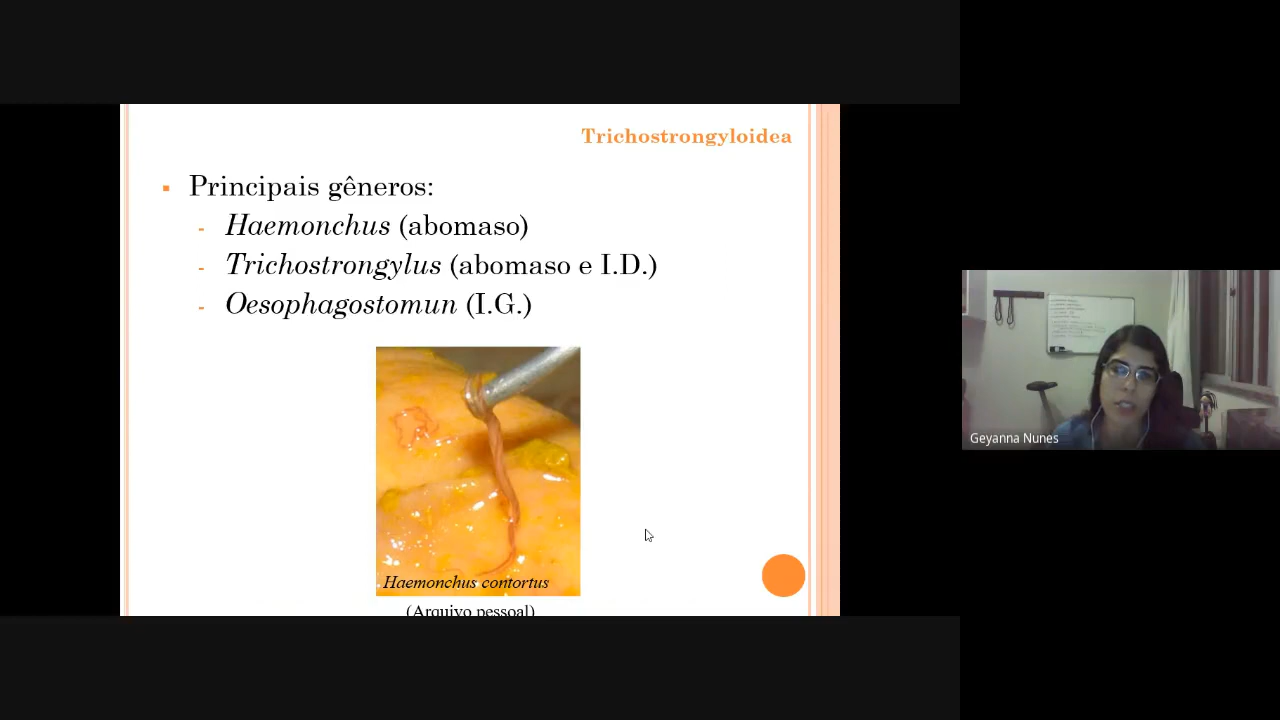 Trichostrongyloidea
Principais gêneros:
- Haemonchus (abomaso)
- Trichostrongylus (abomaso e I.D.)
- Oesophagostomun (I.G.)
Haemonchus contortus
(Arquivo pessoal)
Geyanna Nunes